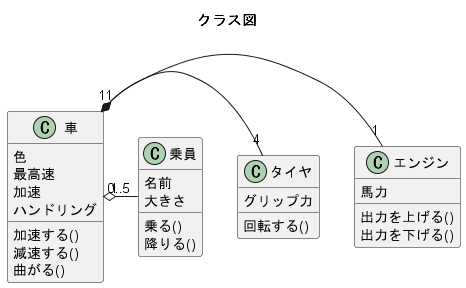 クラス図
11
4
1
C 車
色
最高速
加速
ハンドリング
加速する()
減速する()
曲がる()
0..5
C 乗員
名前
大きさ
乗る()
降りる()
C タイヤ
グリップ力
回転する()
C エンジン
馬力
出力を上げる()
出力を下げる()